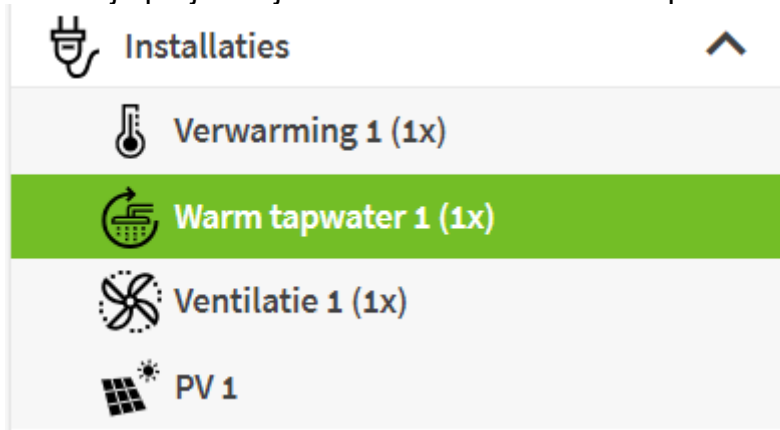 Installaties
Verwarming 1 (1x)
Warm tapwater 1 (1x)
Ventilatie 1 (1x)
PV 1